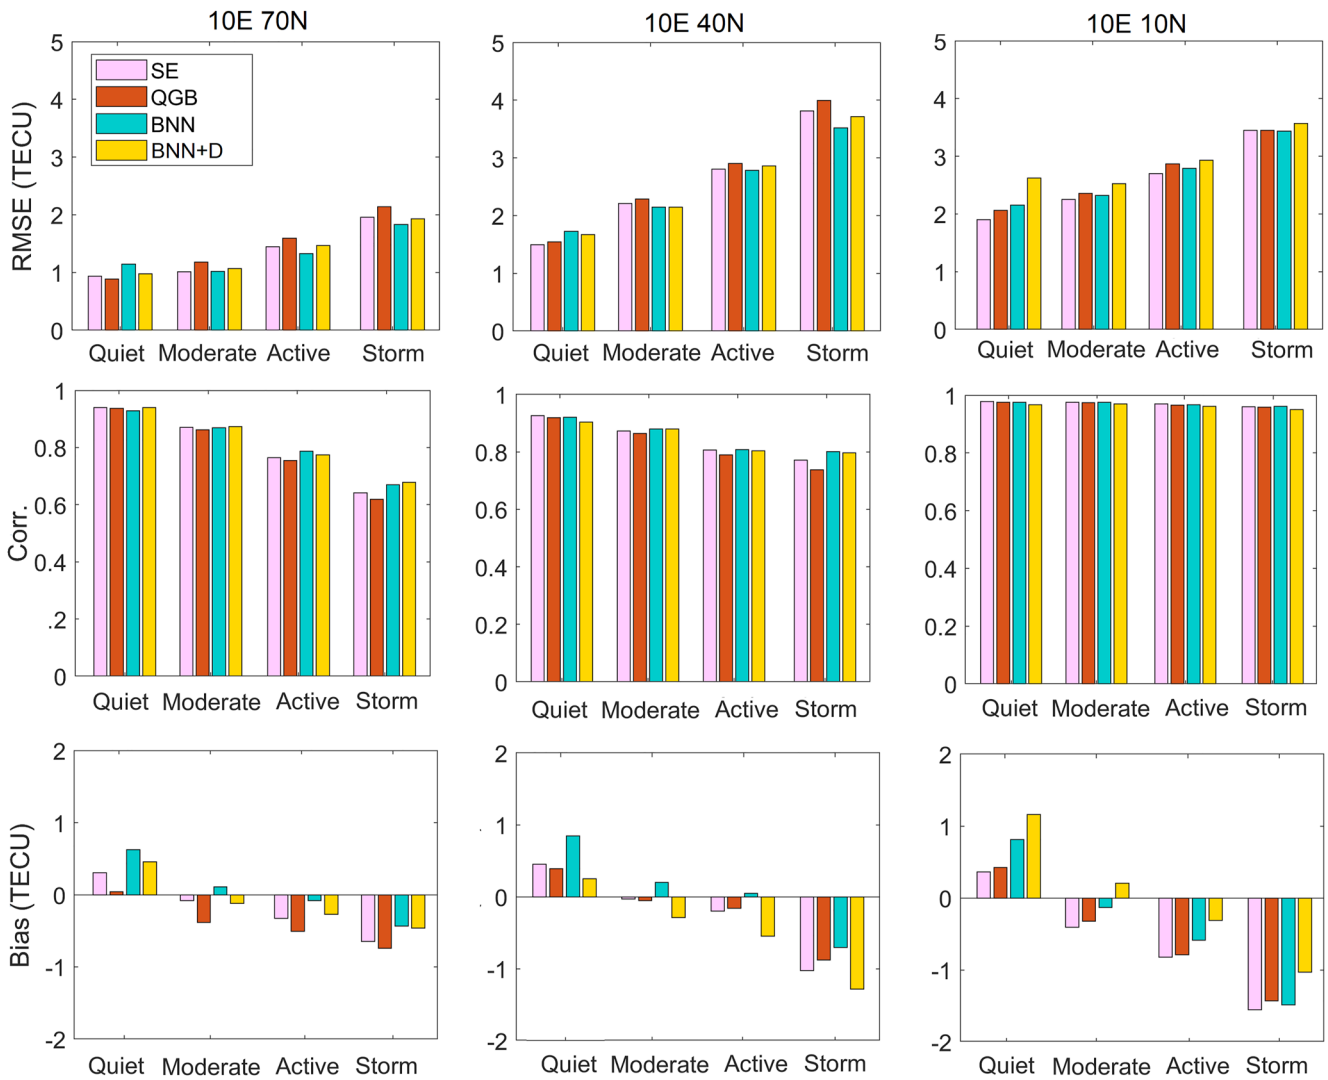 10E 70N
10E 40N
10E 10N
RMSE (TECU)
5
4
3
2
1
0
SE
QGB
BNN
BNN+D
Quiet Moderate Active Storm
5
4
3
2
1
0
Quiet Moderate Active Storm
5
4
3
2
1
0
Quiet Moderate Active Storm
Corr.
1
0.8
0.6
0.4
.2
0
Quiet Moderate Active Storm
1
0.8
0.6
0.4
0.2
0
Quiet Moderate Active Storm
1
0.8
0.6
0.4
0.2
0
Quiet Moderate Active Storm
Bias (TECU)
2
1
0
-1
-2
Quiet Moderate Active Storm
2
1
0
-1
-2
Quiet Moderate Active Storm
2
1
0
-1
-2
Quiet Moderate Active Storm